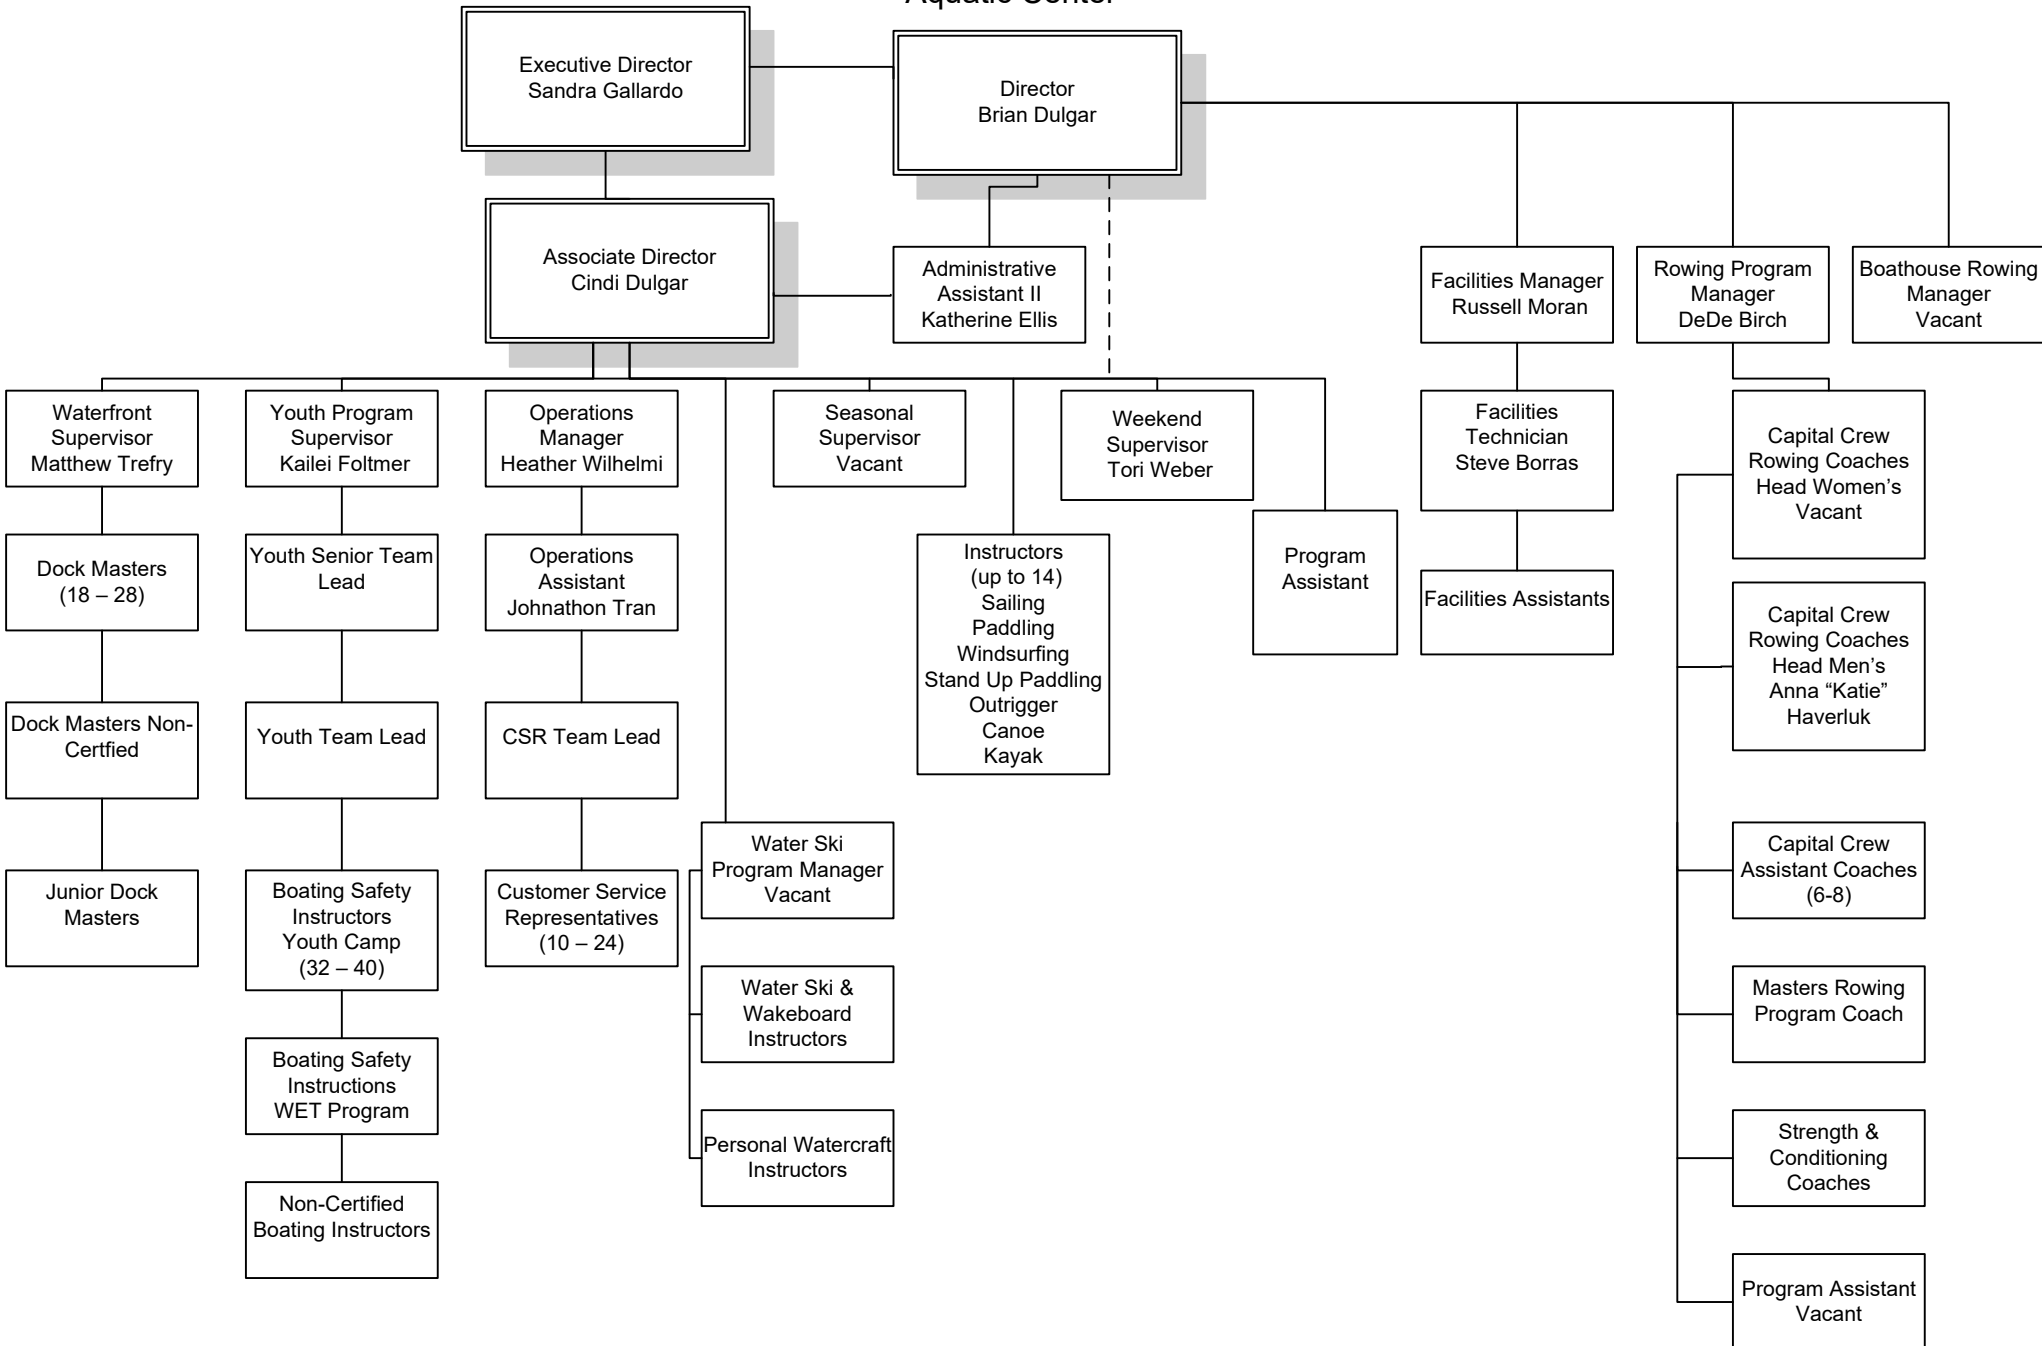 Aquatic Center
Executive Director
Sandra Gallardo
Director
Brian Dulgar
Associate Director
Cindi Dulgar
Administrative
Assistant II
Katherine Ellis
Facilities Manager
Russell Moran
Rowing Program
Manager
DeDe Birch
Boathouse Rowing
Manager
Vacant
Waterfront
Supervisor
Matthew Trefry
Youth Program
Supervisor
Kailei Foltmer
Operations
Manager
Heather Wilhelmi
Seasonal
Supervisor
Vacant
Weekend
Supervisor
Tori Weber
Facilities
Technician
Steve Borras
Capital Crew
Rowing Coaches
Head Women’s
Vacant
Dock Masters
(18 – 28)
Youth Senior Team
Lead
Operations
Assistant
Johnathon Tran
Instructors
(up to 14)
Sailing
Paddling
Windsurfing
Stand Up Paddling
Outrigger
Canoe
Kayak
Program
Assistant
Facilities Assistants
Capital Crew
Rowing Coaches
Head Men’s
Anna “Katie”
Haverluk
Dock Masters Non-
Certfied
Youth Team Lead
CSR Team Lead
Water Ski
Program Manager
Vacant
Capital Crew
Assistant Coaches
(6-8)
Junior Dock
Masters
Boating Safety
Instructors
Youth Camp
(32 – 40)
Customer Service
Representatives
(10 – 24)
Water Ski &
Wakeboard
Instructors
Masters Rowing
Program Coach
Boating Safety
Instructions
WET Program
Personal Watercraft
Instructors
Strength &
Conditioning
Coaches
Non-Certified
Boating Instructors
Program Assistant
Vacant